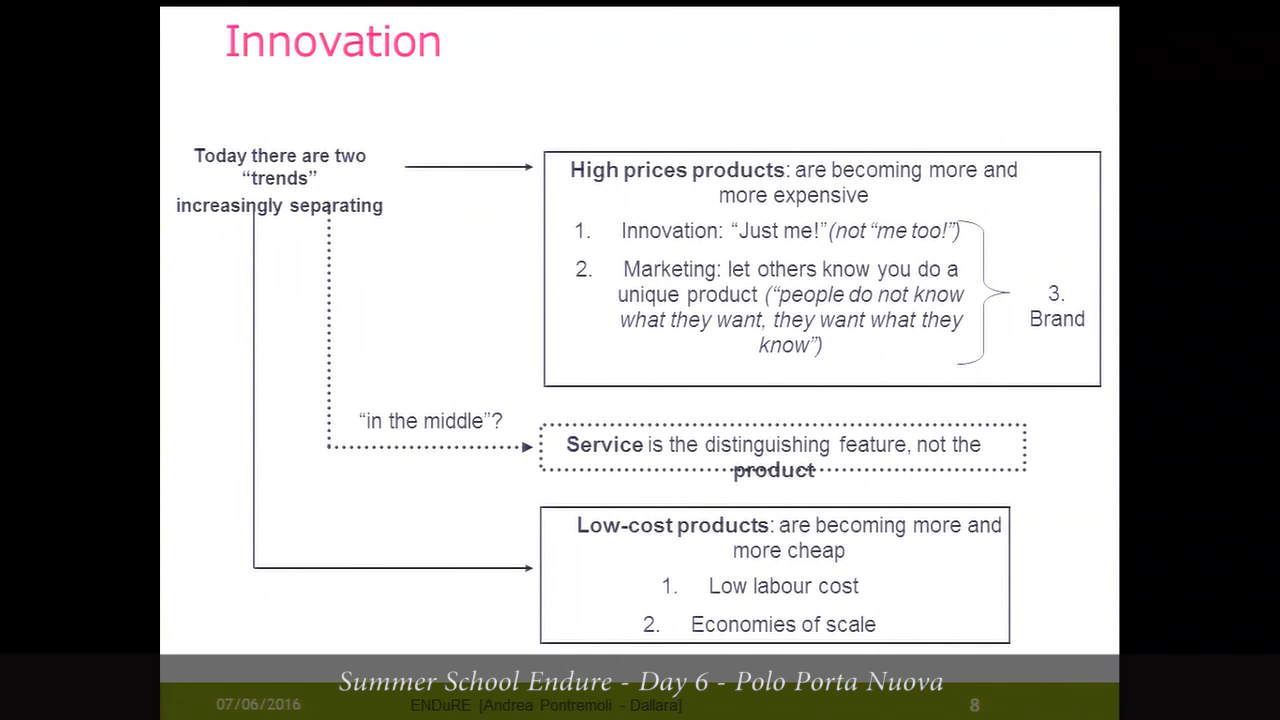 Innovation
Today there are two
“trends”
increasingly separating
High prices products: are becoming more and
more expensive
1. Innovation: “Just me!”(not “me too!”)
2. Marketing: let others know you do a
unique product (“people do not know
what they want, they want what they
know”)
3.
Brand
“in the middle”?
Service is the distinguishing feature, not the
product
Low-cost products: are becoming more and
more cheap
1. Low labour cost
2. Economies of scale
Summer School Endure - Day 6 - Polo Porta Nuova
07/06/2016
ENDuRE [Andrea Pontremoli - Dallara]
8